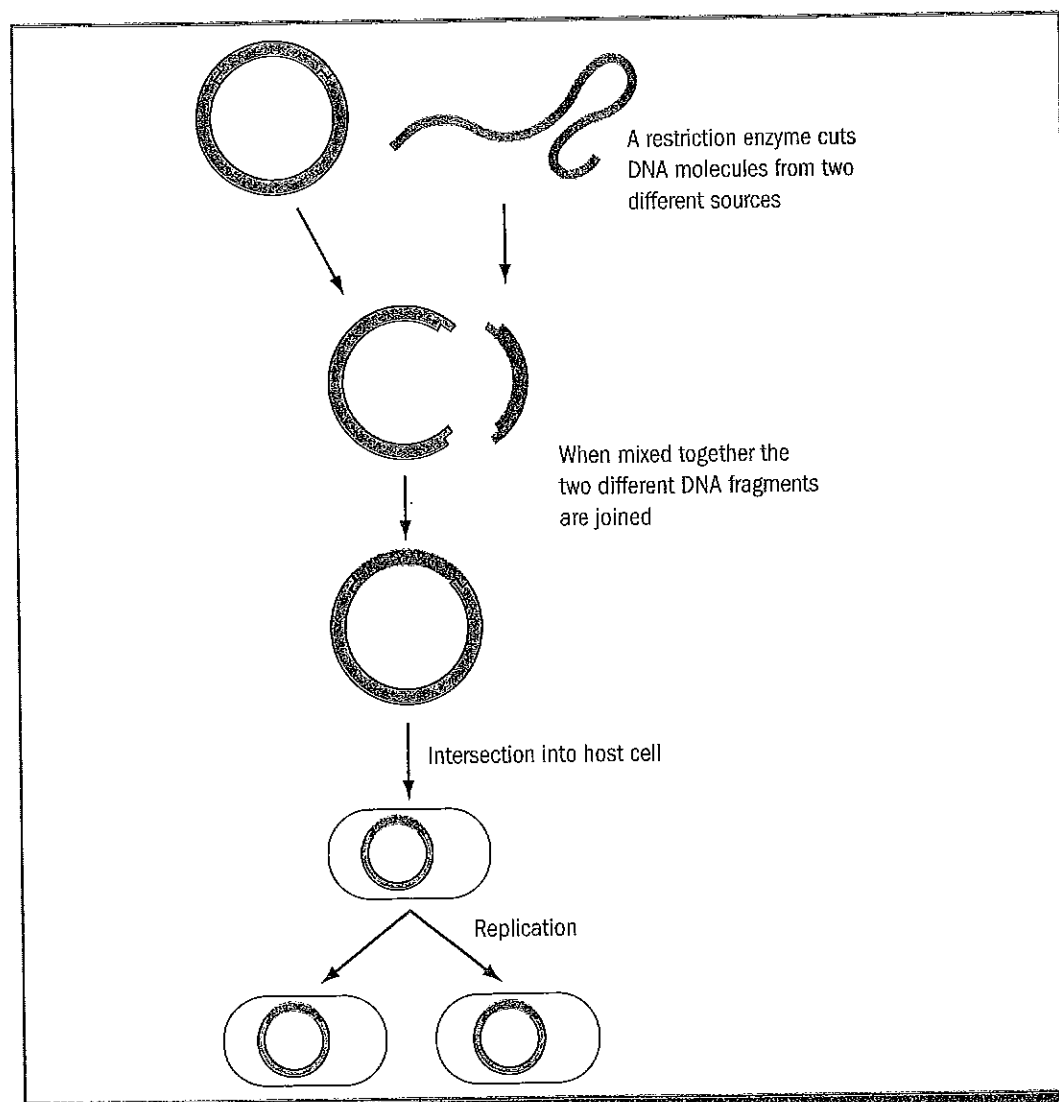 A restriction enzyme cuts
DNA molecules from two
different sources
When mixed together the
two different DNA fragments
are joined
Intersection into host cell
Replication